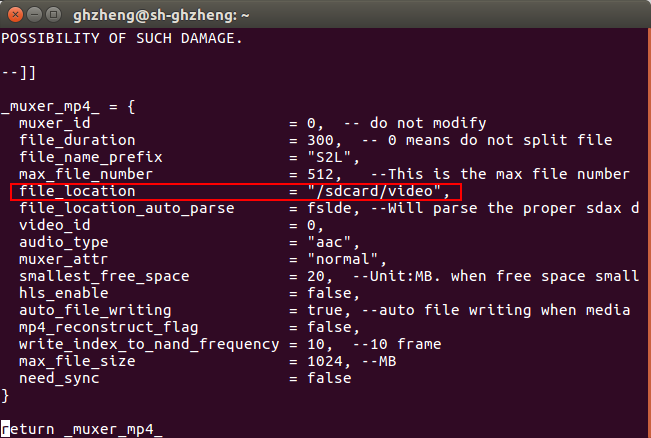 ghzheng@sh-ghzheng: ~
POSSIBILITY OF SUCH DAMAGE.
--]]
_muxer_mp4_ = {
muxer_id = 0, -- do not modify
file_duration = 300, -- 0 means do not split file
file_name_prefix = "S2L",
max_file_number = 512, --This is the max file number
file_location = "/sdcard/video",
file_location_auto_parse = fslde, --Will parse the proper sdax d
video_id = 0,
audio_type = "aac",
muxer_attr = "normal",
smallest_free_space = 20, --Unit:MB. when free space small
hls_enable = false,
auto_file_writing = true, --auto file writing when media
mp4_reconstruct_flag = false,
write_index_to_nand_frequency = 10, --10 frame
max_file_size = 1024, --MB
need_sync = false
}
return _muxer_mp4_